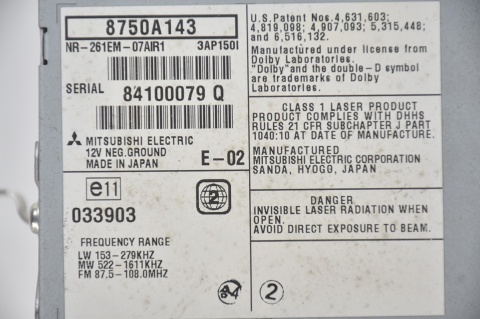 8750A143
NR-261EM-07AIR1 3AP150I
SERIAL 84100079 Q
MITSUBISHI ELECTRIC
12V NEG.GROUND
MADE IN JAPAN E-02
e11
033903
2
FREQUENCY RANGE
LW 153-279KHZ
MW 522-1611KHZ
FM 87.5-108.0MHZ
U.S.Patent Nos. 4,631,603;
4,819,098; 4,907,093; 5,315,448;
and 6,516,132.
Manufactured under license from
Dolby Laboratories.
"Dolby"and the double-D symbol
are trademarks of Dolby
Laboratories.
CLASS 1 LASER PRODUCT
PRODUCT COMPLIES WITH DHHS
RULES 21 CFR SUBCHAPTER J PART
1040:10 AT DATE OF MANUFACTURE.
MANUFACTURED
MITSUBISHI ELECTRIC CORPORATION
SANDA, HYOGO, JAPAN
DANGER
INVISIBLE LASER RADIATION WHEN
OPEN.
AVOID DIRECT EXPOSURE TO BEAM.
2